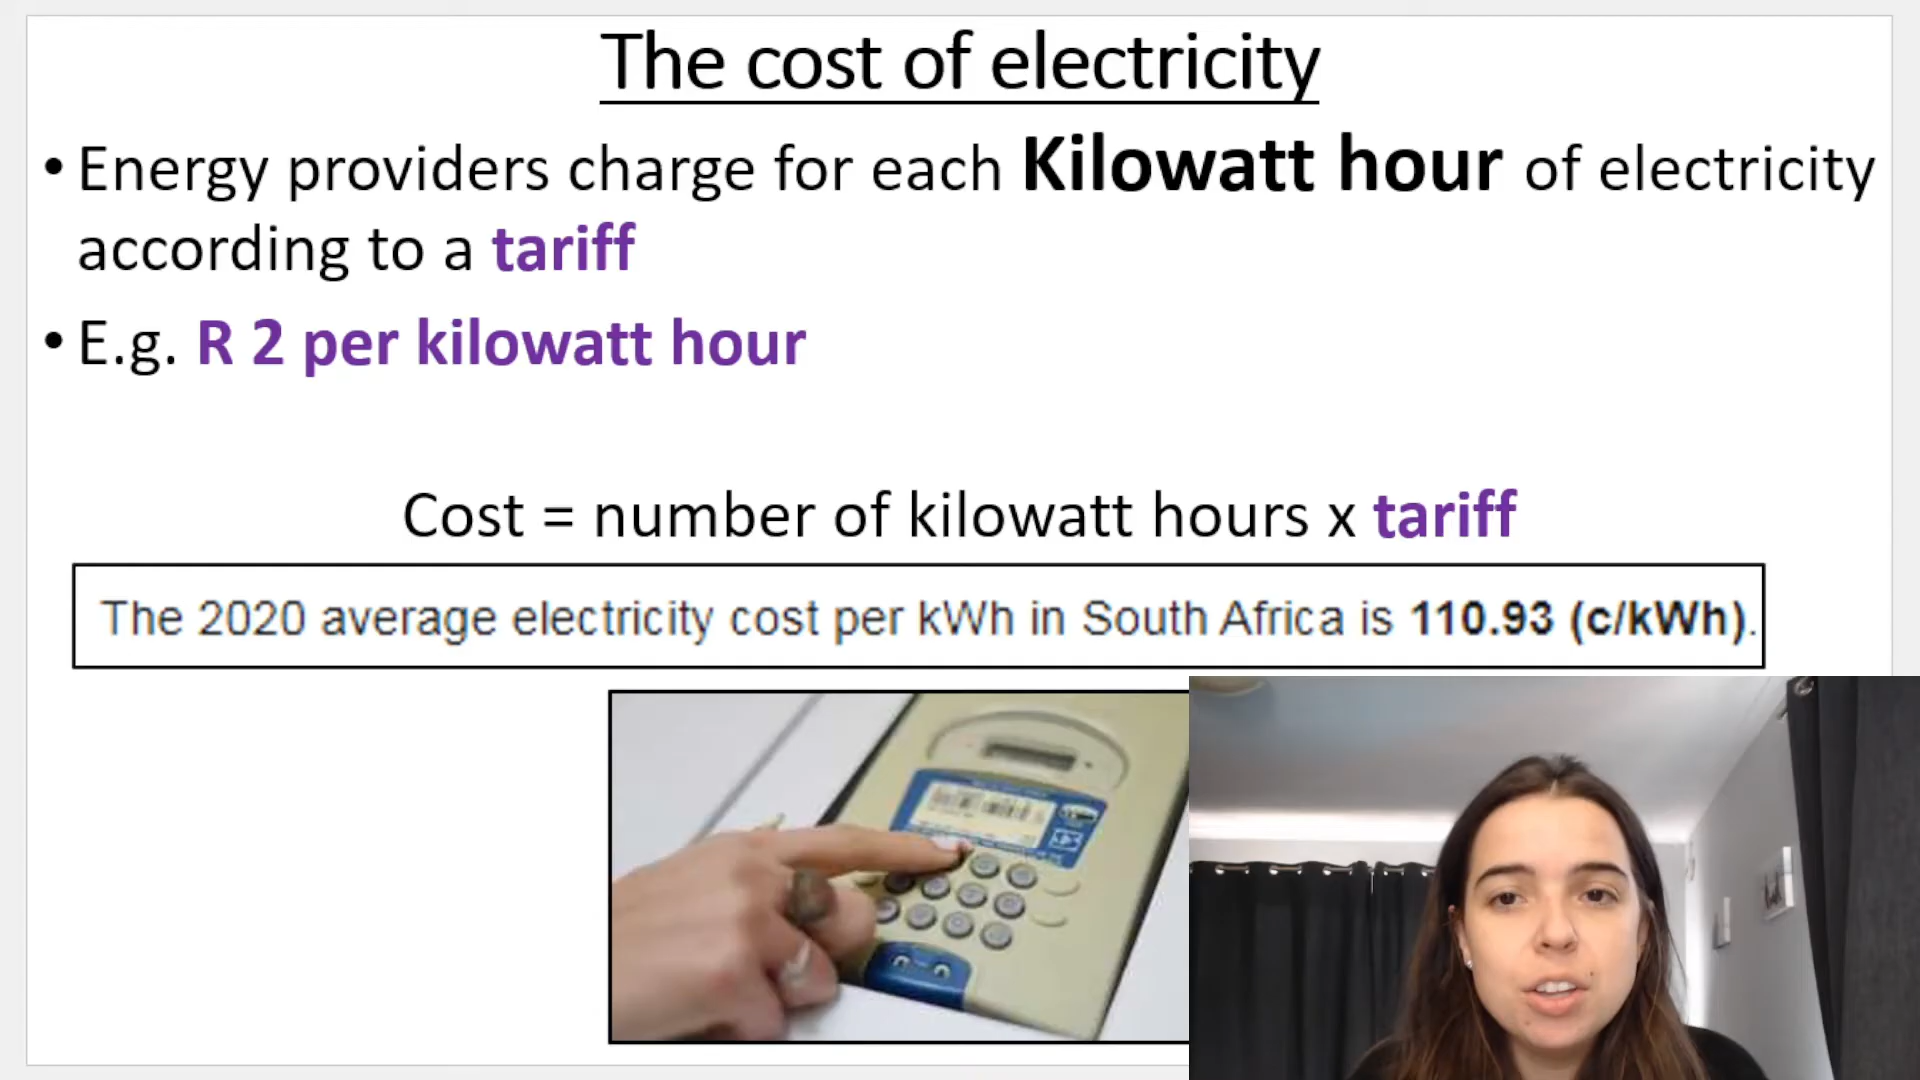 The cost of electricity
• Energy providers charge for each Kilowatt hour of electricity
according to a tariff
• E.g. R 2 per kilowatt hour
Cost = number of kilowatt hours x tariff
The 2020 average electricity cost per kWh in South Africa is 110.93 (c/kWh).